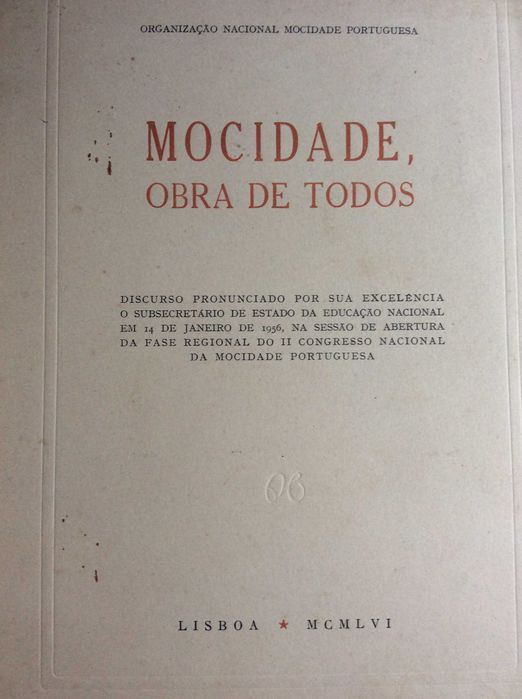 ORGANIZAÇÃO NACIONAL MOCIDADE PORTUGUESA
MOCIDADE,
OBRA DE TODOS
DISCURSO PRONUNCIADO POR SUA EXCELÊNCIA
O SUBSECRETÁRIO DE ESTADO DA EDUCAÇÃO NACIONAL
EM 14 DE JANEIRO DE 1956, NA SESSÃO DE ABERTURA
DA FASE REGIONAL DO II CONGRESSO NACIONAL
DA MOCIDADE PORTUGUESA
LISBOA ★ MCMLVI